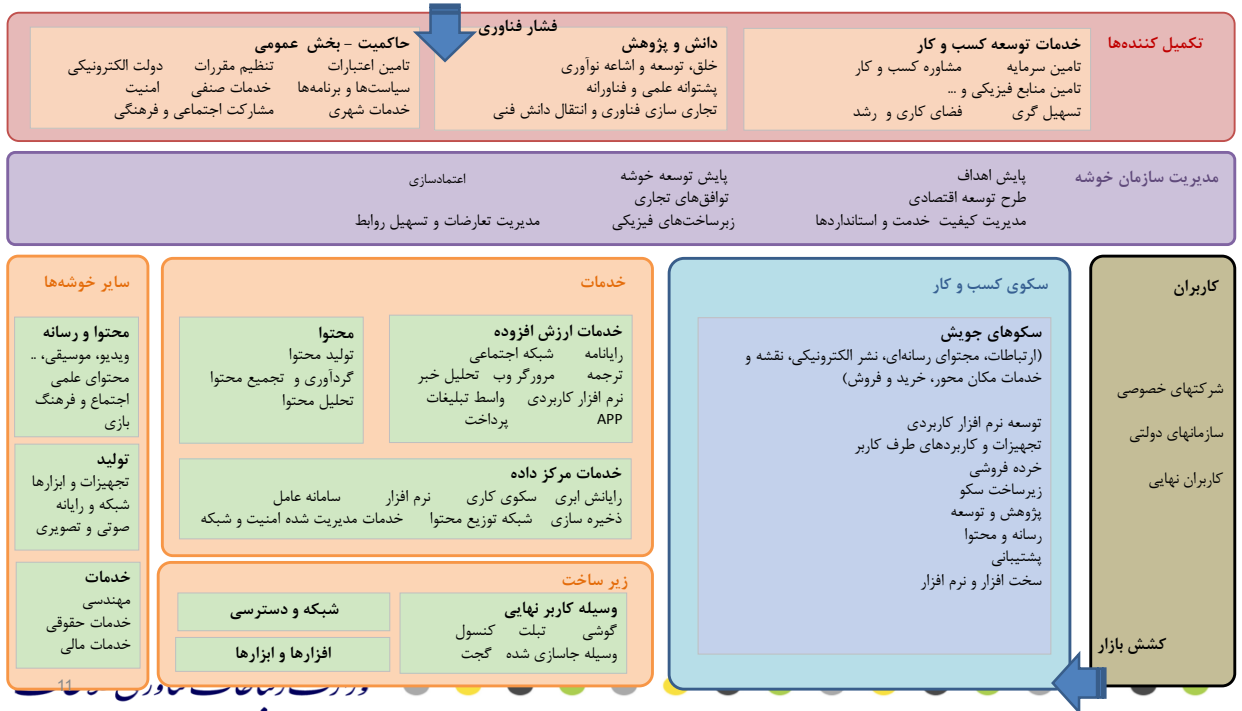 فشار فناوری
تکمیل کننده‌ها
خدمات توسعه کسب و کار
تامین سرمایه مشاوره کسب و کار
تامین منابع فیزیکی و ...
تسهیل گری فضای کاری و رشد
دانش و پژوهش
خلق، توسعه و اشاعه نوآوری
پشتوانه علمی و فناورانه
تجاری سازی فناوری و انتقال دانش فنی
حاکمیت - بخش عمومی
تامین اعتبارات تنظیم مقررات دولت الکترونیکی
سیاست‌ها و برنامه‌ها خدمات صنفی امنیت
خدمات شهری مشارکت اجتماعی و فرهنگی
مدیریت سازمان خوشه
پایش اهداف پایش توسعه خوشه اعتمادسازی
طرح توسعه اقتصادی توافق‌های تجاری
مدیریت کیفیت خدمت و استانداردها زیرساخت‌های فیزیکی مدیریت تعارضات و تسهیل روابط
کاربران
شرکتهای خصوصی
سازمانهای دولتی
کاربران نهایی
کشش بازار
سکوی کسب و کار
سکوهای جویش
(ارتباطات، مجتوای رسانه‌ای، نشر الکترونیکی، نقشه و
خدمات مکان محور، خرید و فروش)
توسعه نرم افزار کاربردی
تجهیزات و کاربردهای طرف کاربر
خرده فروشی
زیرساخت سکو
پژوهش و توسعه
رسانه و محتوا
پشتیبانی
سخت افزار و نرم افزار
خدمات
خدمات ارزش افزوده
رایانامه شبکه اجتماعی
ترجمه مرورگر وب تحلیل خبر
نرم افزار کاربردی واسط تبلیغات
APP پرداخت
محتوا
تولید محتوا
گردآوری و تجمیع محتوا
تحلیل محتوا
خدمات مرکز داده
رایانش ابری سکوی کاری نرم افزار سامانه عامل
ذخیره سازی شبکه توزیع محتوا خدمات مدیریت شده امنیت و شبکه
زیر ساخت
وسیله کاربر نهایی
گوشی تبلت کنسول
وسیله جاسازی شده گجت
شبکه و دسترسی
افزارها و ابزارها
سایر خوشه‌ها
محتوا و رسانه
ویدیو، موسیقی، ..
محتوای علمی
اجتماع و فرهنگ
بازی
تولید
تجهیزات و ابزارها
شبکه و رایانه
صوتی و تصویری
خدمات
مهندسی
خدمات حقوقی
خدمات مالی
11